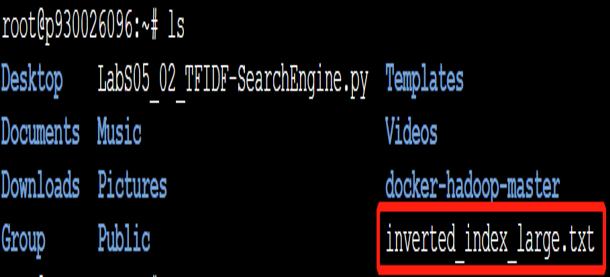 root@p930026096:~# ls
Desktop LabS05_02_TFIDF-SearchEngine.py Templates
Documents Music Videos
Downloads Pictures docker-hadoop-master
Group Public inverted_index_large.txt